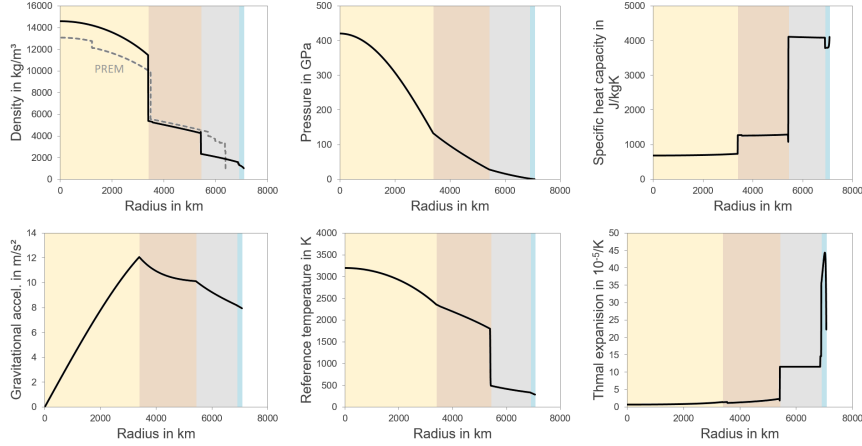 Density in kg/m³
16000
14000
12000
10000
8000
6000
4000
2000
0
PREM
0 2000 4000 6000 8000
Radius in km
Pressure in GPa
500
400
300
200
100
0
0 2000 4000 6000 8000
Radius in km
Specific heat capacity in
J/kgK
5000
4000
3000
2000
1000
0
0 2000 4000 6000 8000
Radius in km
Gravitational accel. in m/s²
14
12
10
8
6
4
2
0
0 2000 4000 6000 8000
Radius in km
Reference temperature in K
4000
3500
3000
2500
2000
1500
1000
500
0
0 2000 4000 6000 8000
Radius in km
Thmal expanision in 10⁻⁵/K
50
45
40
35
30
25
20
15
10
5
0
0 2000 4000 6000 8000
Radius in km